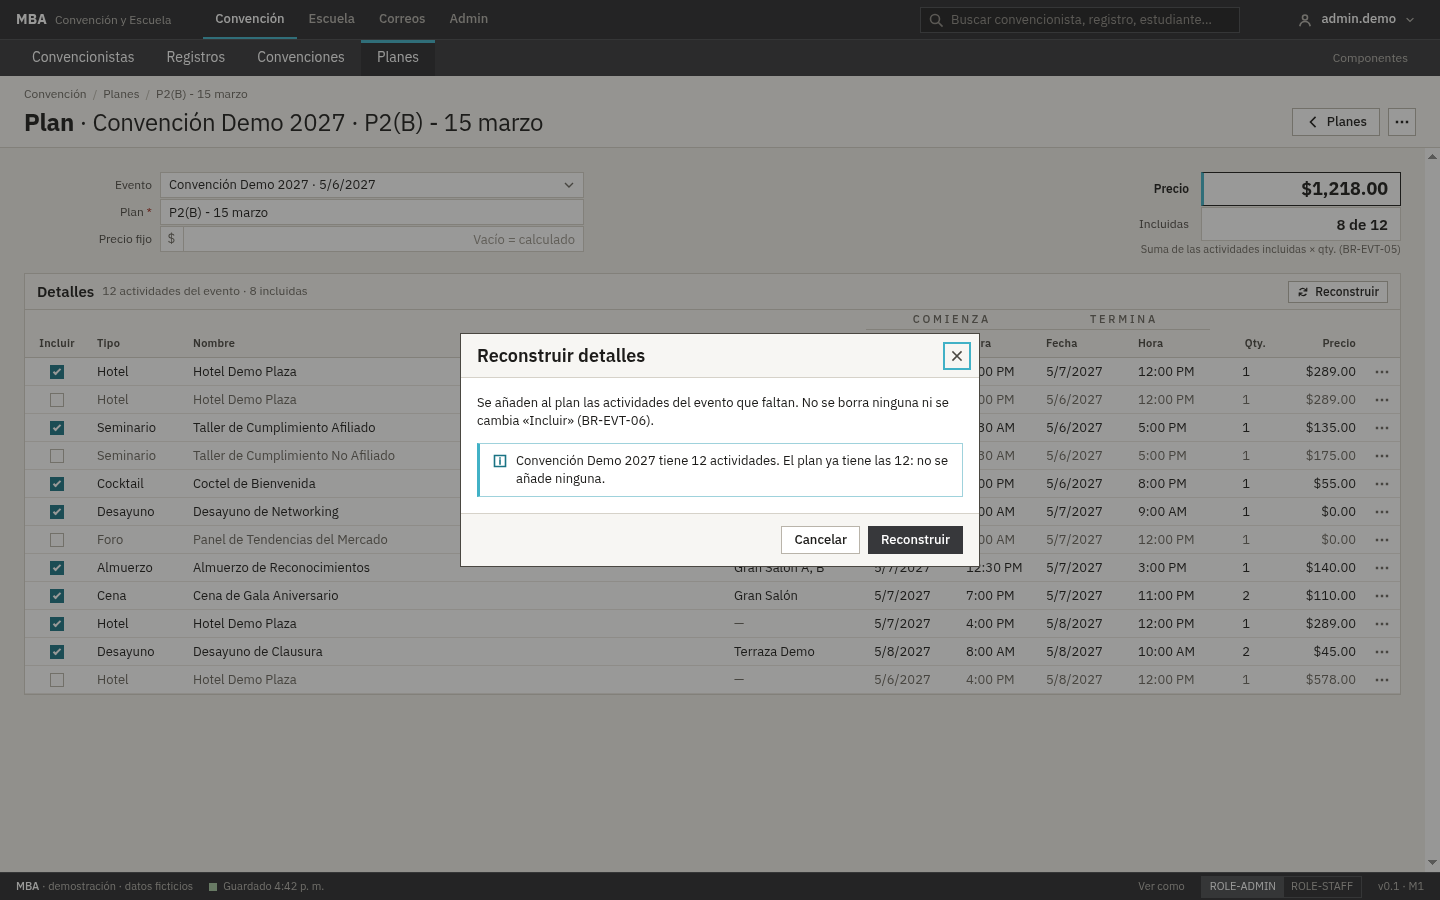 MBA Convención y Escuela Convención Escuela Correos Admin Buscar convencionista, registro, estudiante... admin.demo
Convencionistas Registros Convenciones Planes Componentes
Convención / Planes / P2(B) - 15 marzo
Plan · Convención Demo 2027 · P2(B) - 15 marzo Planes
Evento Convención Demo 2027 · 5/6/2027 Precio $1,218.00
Plan * P2(B) - 15 marzo
Incluidas 8 de 12
Precio fijo $ Vacío = calculado
Suma de las actividades incluidas × qty. (BR-EVT-05)
Detalles 12 actividades del evento · 8 incluidas Reconstruir
COMIENZA TERMINA
Incluir Tipo Nombre Fecha Hora Qty. Precio
Hotel Hotel Demo Plaza 5/7/2027 12:00 PM 1 $289.00
Hotel Hotel Demo Plaza 5/6/2027 12:00 PM 1 $289.00
Seminario Taller de Cumplimiento Afiliado 5/6/2027 5:00 PM 1 $135.00
Seminario Taller de Cumplimiento No Afiliado 5/6/2027 5:00 PM 1 $175.00
Cocktail Coctel de Bienvenida 5/6/2027 8:00 PM 1 $55.00
Desayuno Desayuno de Networking 5/7/2027 9:00 AM 1 $0.00
Foro Panel de Tendencias del Mercado 5/7/2027 11:00 AM 1 $0.00
Almuerzo Almuerzo de Reconocimientos Gran Salón A, B 5/7/2027 12:30 PM 5/7/2027 3:00 PM 1 $140.00
Cena Cena de Gala Aniversario Gran Salón 5/7/2027 7:00 PM 5/7/2027 11:00 PM 2 $110.00
Hotel Hotel Demo Plaza — 5/7/2027 4:00 PM 5/8/2027 12:00 PM 1 $289.00
Desayuno Desayuno de Clausura Terraza Demo 5/8/2027 8:00 AM 5/8/2027 10:00 AM 2 $45.00
Hotel Hotel Demo Plaza — 5/6/2027 4:00 PM 5/8/2027 12:00 PM 1 $578.00
Reconstruir detalles
Se añaden al plan las actividades del evento que faltan. No se borra ninguna ni se
cambia «Incluir» (BR-EVT-06).
Convención Demo 2027 tiene 12 actividades. El plan ya tiene las 12: no se
añade ninguna.
Cancelar Reconstruir
MBA · demostración · datos ficticios Guardado 4:42 p. m. Ver como ROLE-ADMIN ROLE-STAFF v0.1 · M1